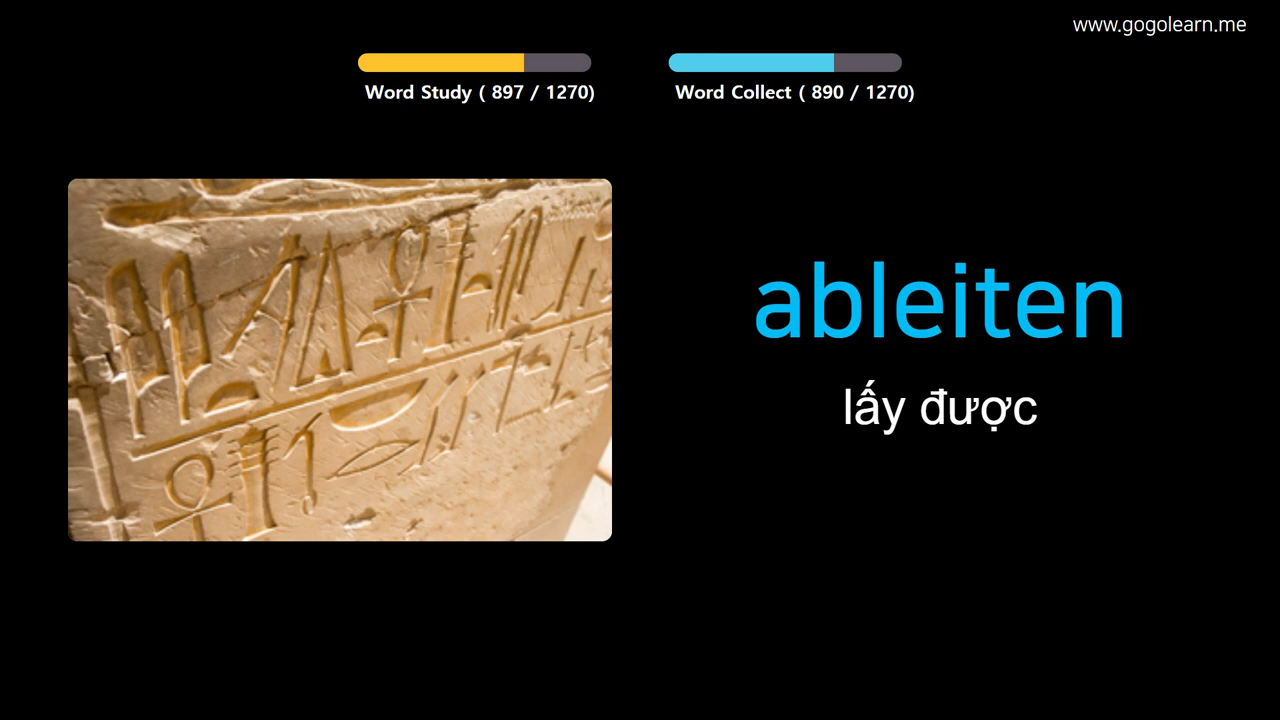 www.gogolearn.me
Word Study ( 897 / 1270)
Word Collect ( 890 / 1270)
ableiten
lấy được